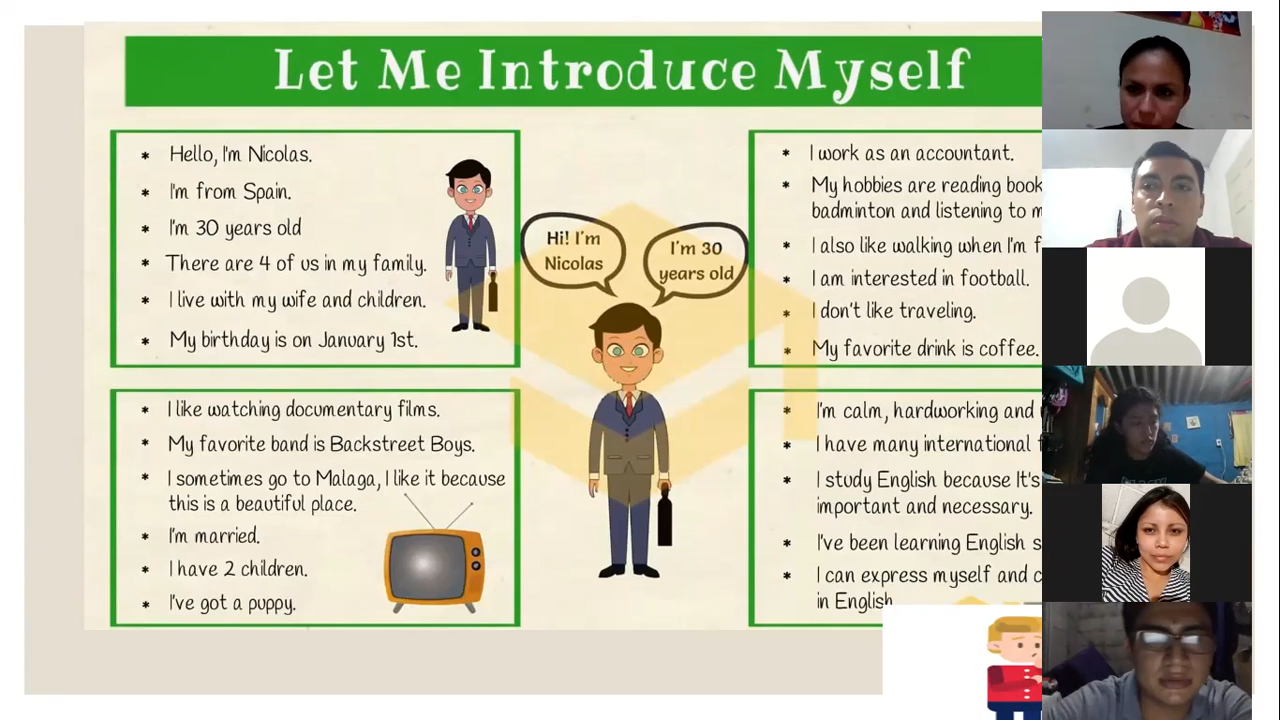 Let Me Introduce Myself
* Hello, I'm Nicolas.
* I'm from Spain.
* I'm 30 years old
* There are 4 of us in my family.
* I live with my wife and children.
* My birthday is on January 1st.
Hi! I'm
Nicolas
I'm 30
years old
* I work as an accountant.
* My hobbies are reading book
badminton and listening to m
* I also like walking when I'm f
* I am interested in football.
* I don't like traveling.
* My favorite drink is coffee.
* I like watching documentary films.
* My favorite band is Backstreet Boys.
* I sometimes go to Malaga, I like it because
this is a beautiful place.
* I'm married.
* I have 2 children.
* I've got a puppy.
* I'm calm, hardworking and
* I have many international
* I study English because It's
important and necessary.
* I've been learning English s
* I can express myself and c
in English